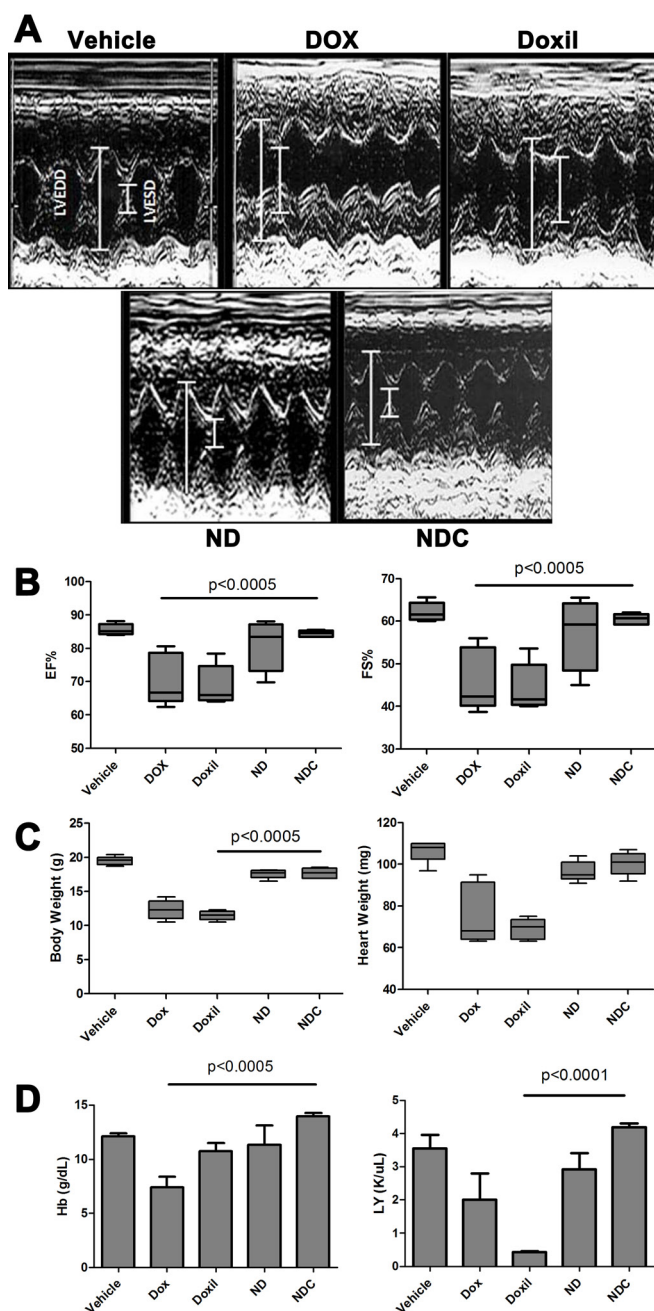 A
Vehicle DOX Doxil
LVEDD LVESD
ND NDC
B
p<0.0005
EF%
100
90
80
70
60
50
Vehicle DOX Doxil ND NDC
p<0.0005
FS%
80
70
60
50
40
30
Vehicle DOX Doxil ND NDC
C
p<0.0005
Body Weight (g)
25
20
15
10
5
0
Vehicle Dox Doxil ND NDC
Heart Weight (mg)
120
100
80
60
40
Vehicle Dox Doxil ND NDC
D
p<0.0005
Hb (g/dL)
15
10
5
0
Vehicle Dox Doxil ND NDC
p<0.0001
LY (K/uL)
5
4
3
2
1
0
Vehicle Dox Doxil ND NDC